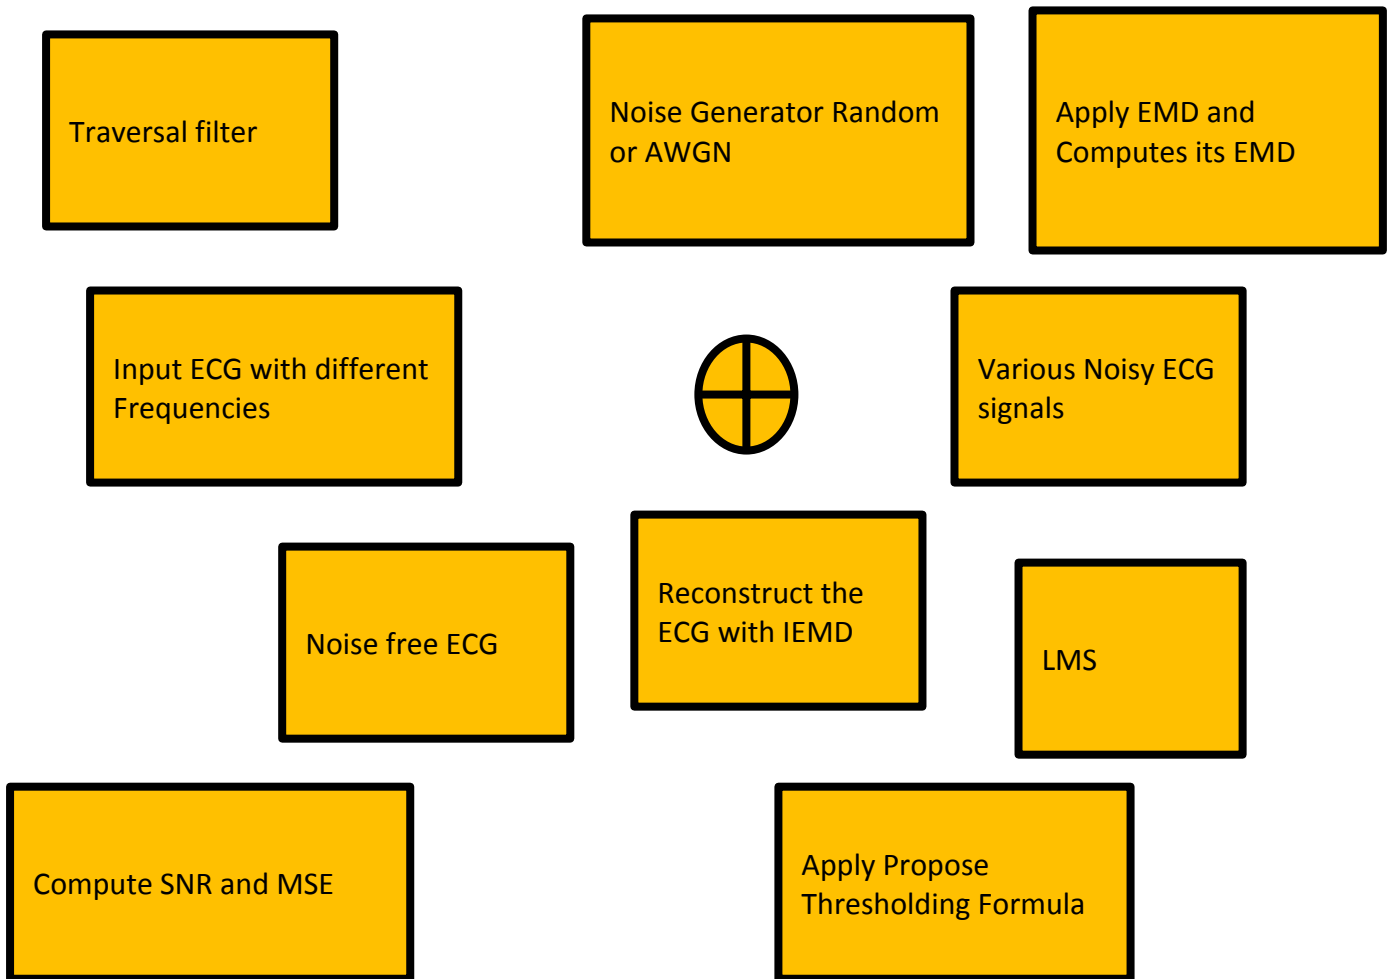 Traversal filter
Noise Generator Random
or AWGN
Apply EMD and
Computes its EMD
Input ECG with different
Frequencies
Various Noisy ECG
signals
Noise free ECG
Reconstruct the
ECG with IEMD
LMS
Compute SNR and MSE
Apply Propose
Thresholding Formula